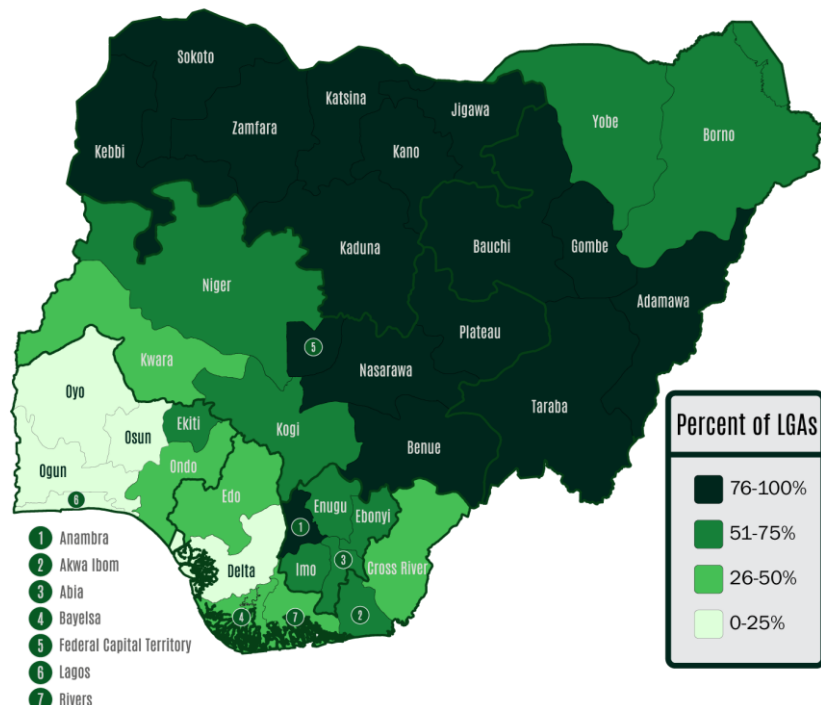 Sokoto
Katsina
Jigawa
Zamfara
Kano
Yobe
Borno
Kebbi
Kaduna
Bauchi
Gombe
Niger
Adamawa
Plateau
5
Kwara
Nasarawa
Oyo
Taraba
Ekiti
Kogi
Osun
Benue
Ogun
Ondo
Edo
6
Enugu
Ebonyi
1
3
Delta
Imo
Cross River
4
7
2
1 Anambra
2 Akwa Ibom
3 Abia
4 Bayelsa
5 Federal Capital Territory
6 Lagos
7 Rivers
Percent of LGAs
76-100%
51-75%
26-50%
0-25%